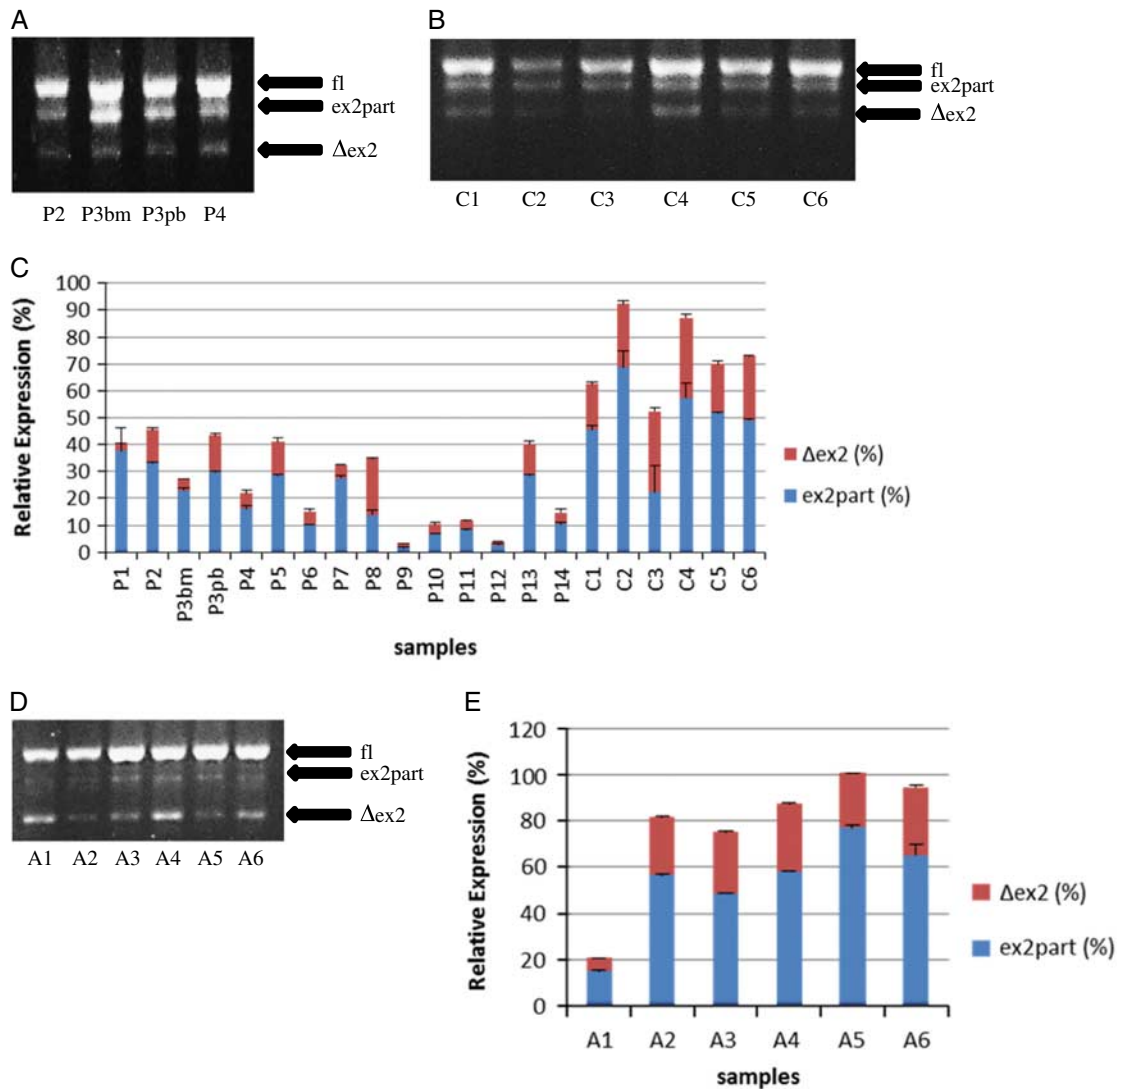 A
fl
ex2part
Δex2
P2 P3bm P3pb P4
B
fl
ex2part
Δex2
C1 C2 C3 C4 C5 C6
C
Relative Expression (%)
100
90
80
70
60
50
40
30
20
10
0
P1 P2 P3bm P3pb P4 P5 P6 P7 P8 P9 P10 P11 P12 P13 P14 C1 C2 C3 C4 C5 C6
samples
Δex2 (%)
ex2part (%)
D
fl
ex2part
Δex2
A1 A2 A3 A4 A5 A6
E
Relative Expression (%)
120
100
80
60
40
20
0
A1 A2 A3 A4 A5 A6
samples
Δex2 (%)
ex2part (%)